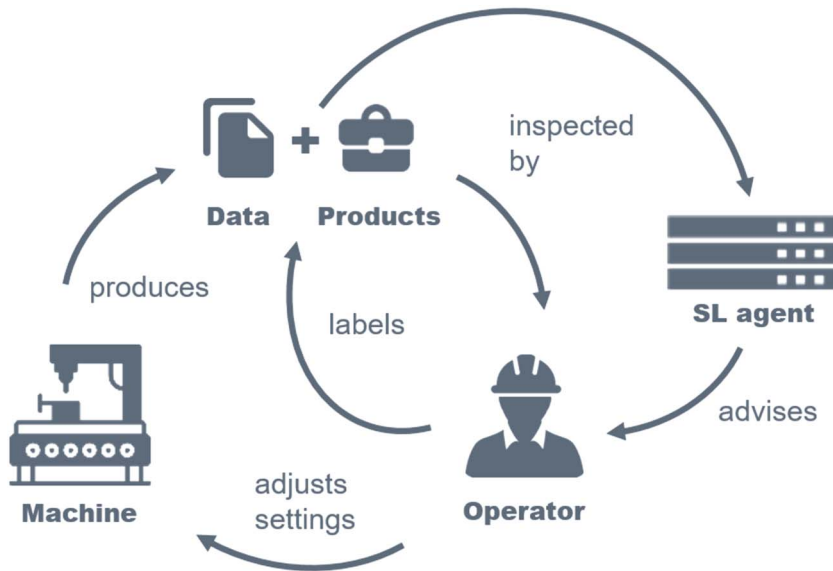 inspected
by
+
Data
Products
SL agent
produces
labels
advises
Machine
adjusts
settings
Operator